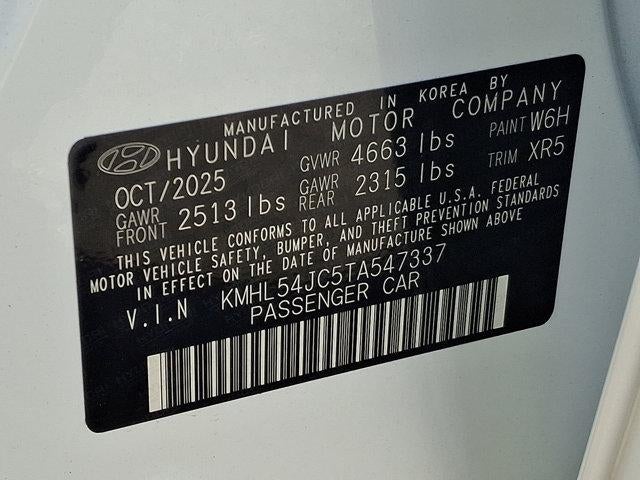 MANUFACTURED IN KOREA BY
HYUNDAI MOTOR COMPANY
OCT/2025 GVWR 4663 lbs PAINT W6H
GAWR FRONT 2513 lbs GAWR REAR 2315 lbs TRIM XR5
THIS VEHICLE CONFORMS TO ALL APPLICABLE U.S.A. FEDERAL
MOTOR VEHICLE SAFETY, BUMPER, AND THEFT PREVENTION STANDARDS
IN EFFECT ON THE DATE OF MANUFACTURE SHOWN ABOVE
V.I.N KMHL54JC5TA547337
PASSENGER CAR